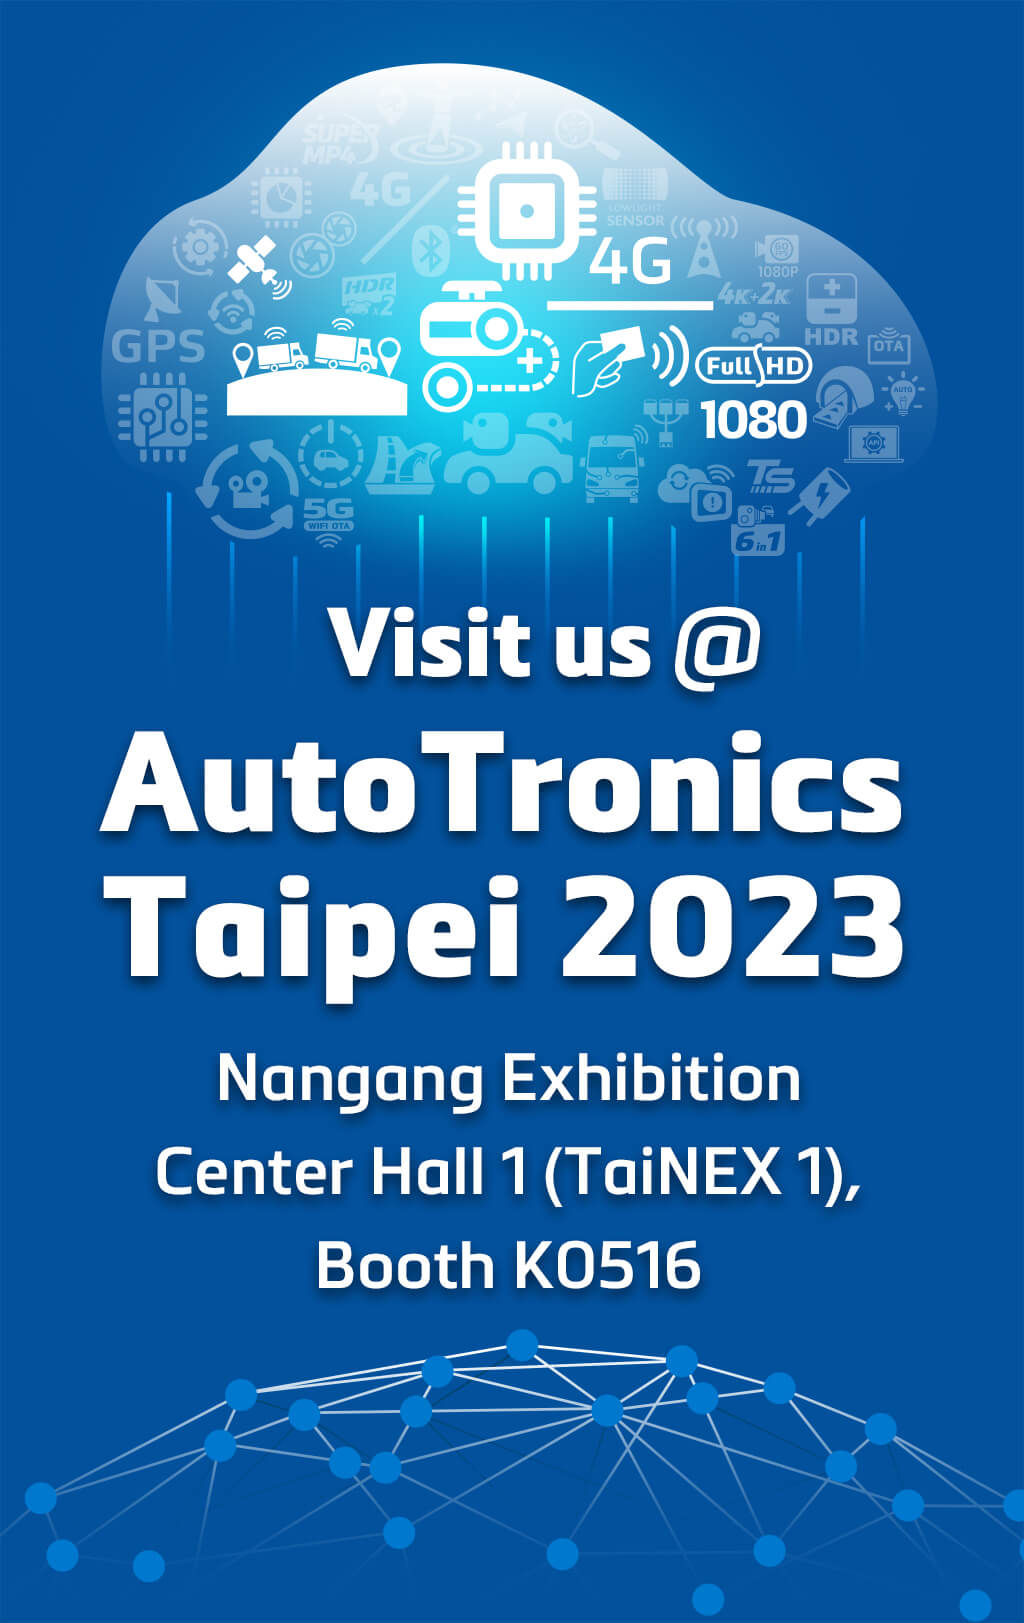 SUPER
MP4
4G
LOWLIGHT
SENSOR
4G
1080P
HDR
x2
4K+2K
GPS
HDR
OTA
Full HD
1080
AUTO
API
5G
WIFI OTA
TS
6 in 1
Visit us @
AutoTronics
Taipei 2023
Nangang Exhibition
Center Hall 1 (TaiNEX 1),
Booth K0516